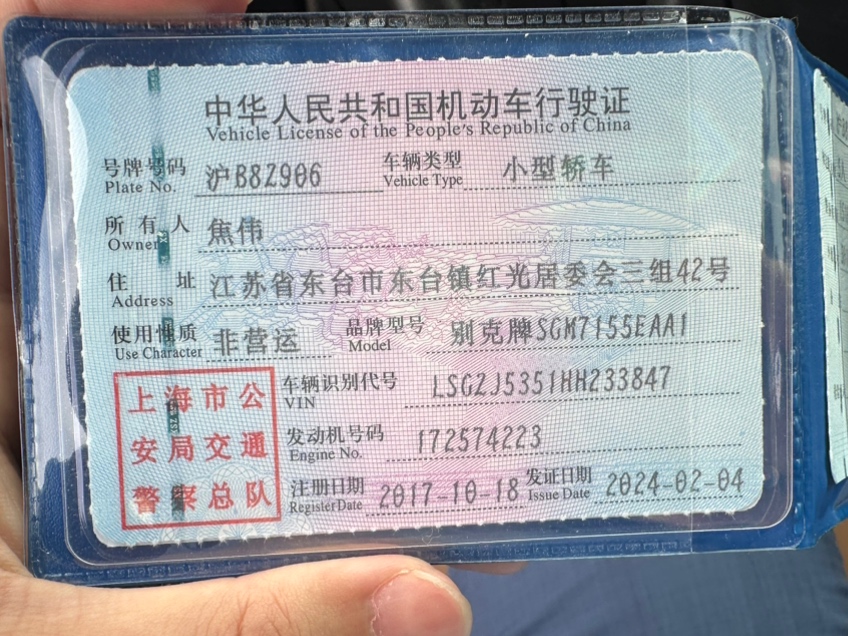 中华人民共和国机动车行驶证
Vehicle License of the People's Republic of China
号牌号码 沪B8Z906 车辆类型 小型轿车
Plate No. Vehicle Type
所有人 焦伟
Owner
住址 江苏省东台市东台镇红光居委会三组42号
Address
使用性质 非营运 品牌型号 别克牌SGM7155EAA1
Use Character Model
车辆识别代号 LSGZJ5351HH233847
VIN
发动机号码 172574223
Engine No.
注册日期 2017-10-18 发证日期 2024-02-04
Register Date Issue Date
上海市公
安局交通
警察总队